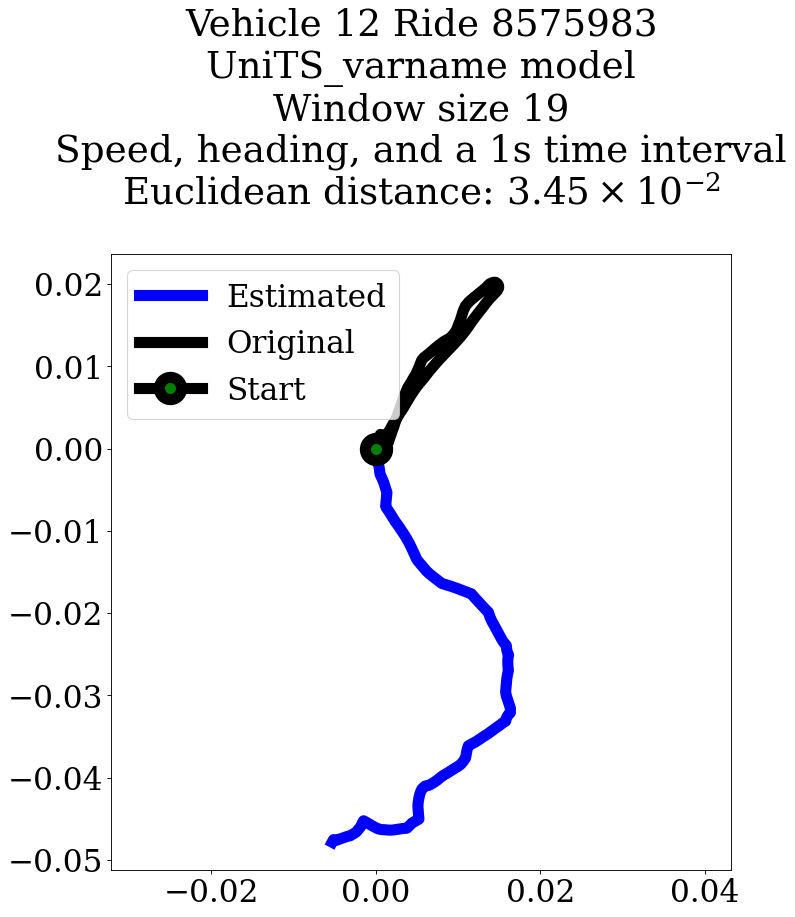 Vehicle 12 Ride 8575983
UniTS_varname model
Window size 19
Speed, heading, and a 1s time interval
Euclidean distance: 3.45 × 10⁻²
Estimated
Original
Start
0.02
0.01
0.00
−0.01
−0.02
−0.03
−0.04
−0.05
−0.02
0.00
0.02
0.04